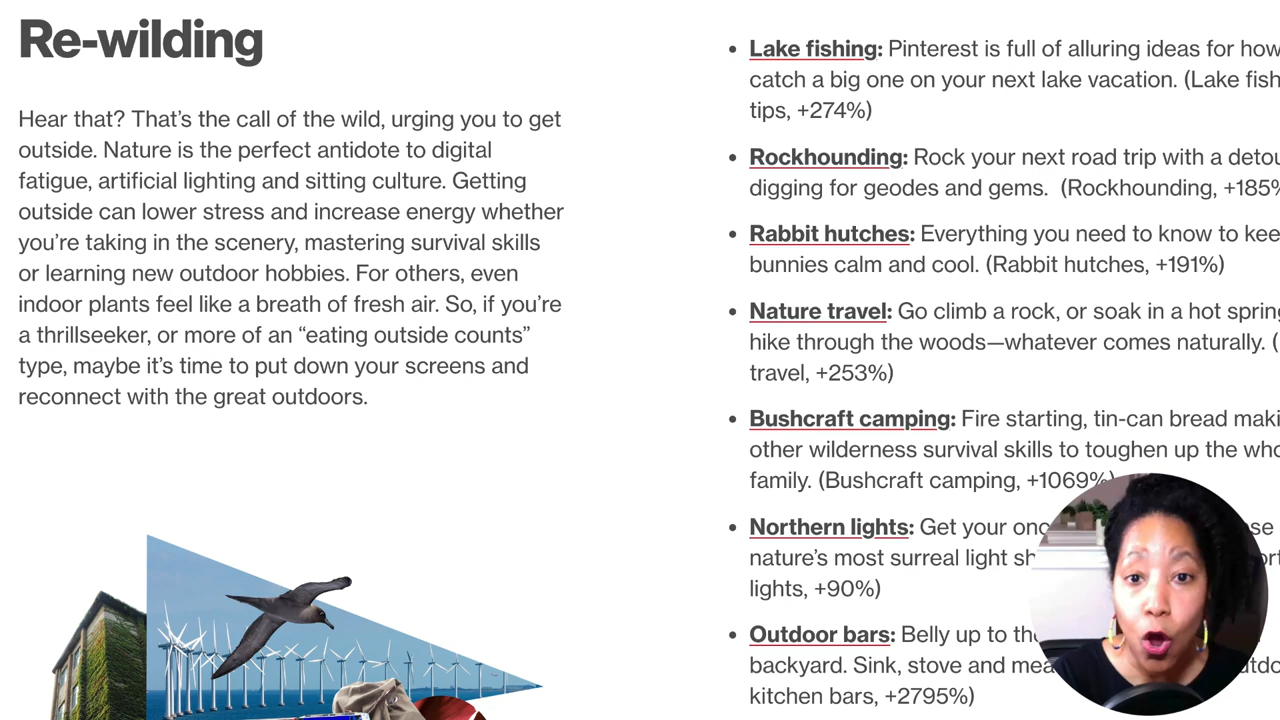 Re-wilding
Hear that? That’s the call of the wild, urging you to get
outside. Nature is the perfect antidote to digital
fatigue, artificial lighting and sitting culture. Getting
outside can lower stress and increase energy whether
you’re taking in the scenery, mastering survival skills
or learning new outdoor hobbies. For others, even
indoor plants feel like a breath of fresh air. So, if you’re
a thrillseeker, or more of an “eating outside counts”
type, maybe it’s time to put down your screens and
reconnect with the great outdoors.
• Lake fishing: Pinterest is full of alluring ideas for how
catch a big one on your next lake vacation. (Lake fish
tips, +274%)
• Rockhounding: Rock your next road trip with a detou
digging for geodes and gems. (Rockhounding, +185%
• Rabbit hutches: Everything you need to know to kee
bunnies calm and cool. (Rabbit hutches, +191%)
• Nature travel: Go climb a rock, or soak in a hot spring
hike through the woods—whatever comes naturally. (
travel, +253%)
• Bushcraft camping: Fire starting, tin-can bread maki
other wilderness survival skills to toughen up the who
family. (Bushcraft camping, +1069%)
• Northern lights: Get your onc
nature’s most surreal light sh
lights, +90%)
• Outdoor bars: Belly up to the
backyard. Sink, stove and mea
kitchen bars, +2795%)